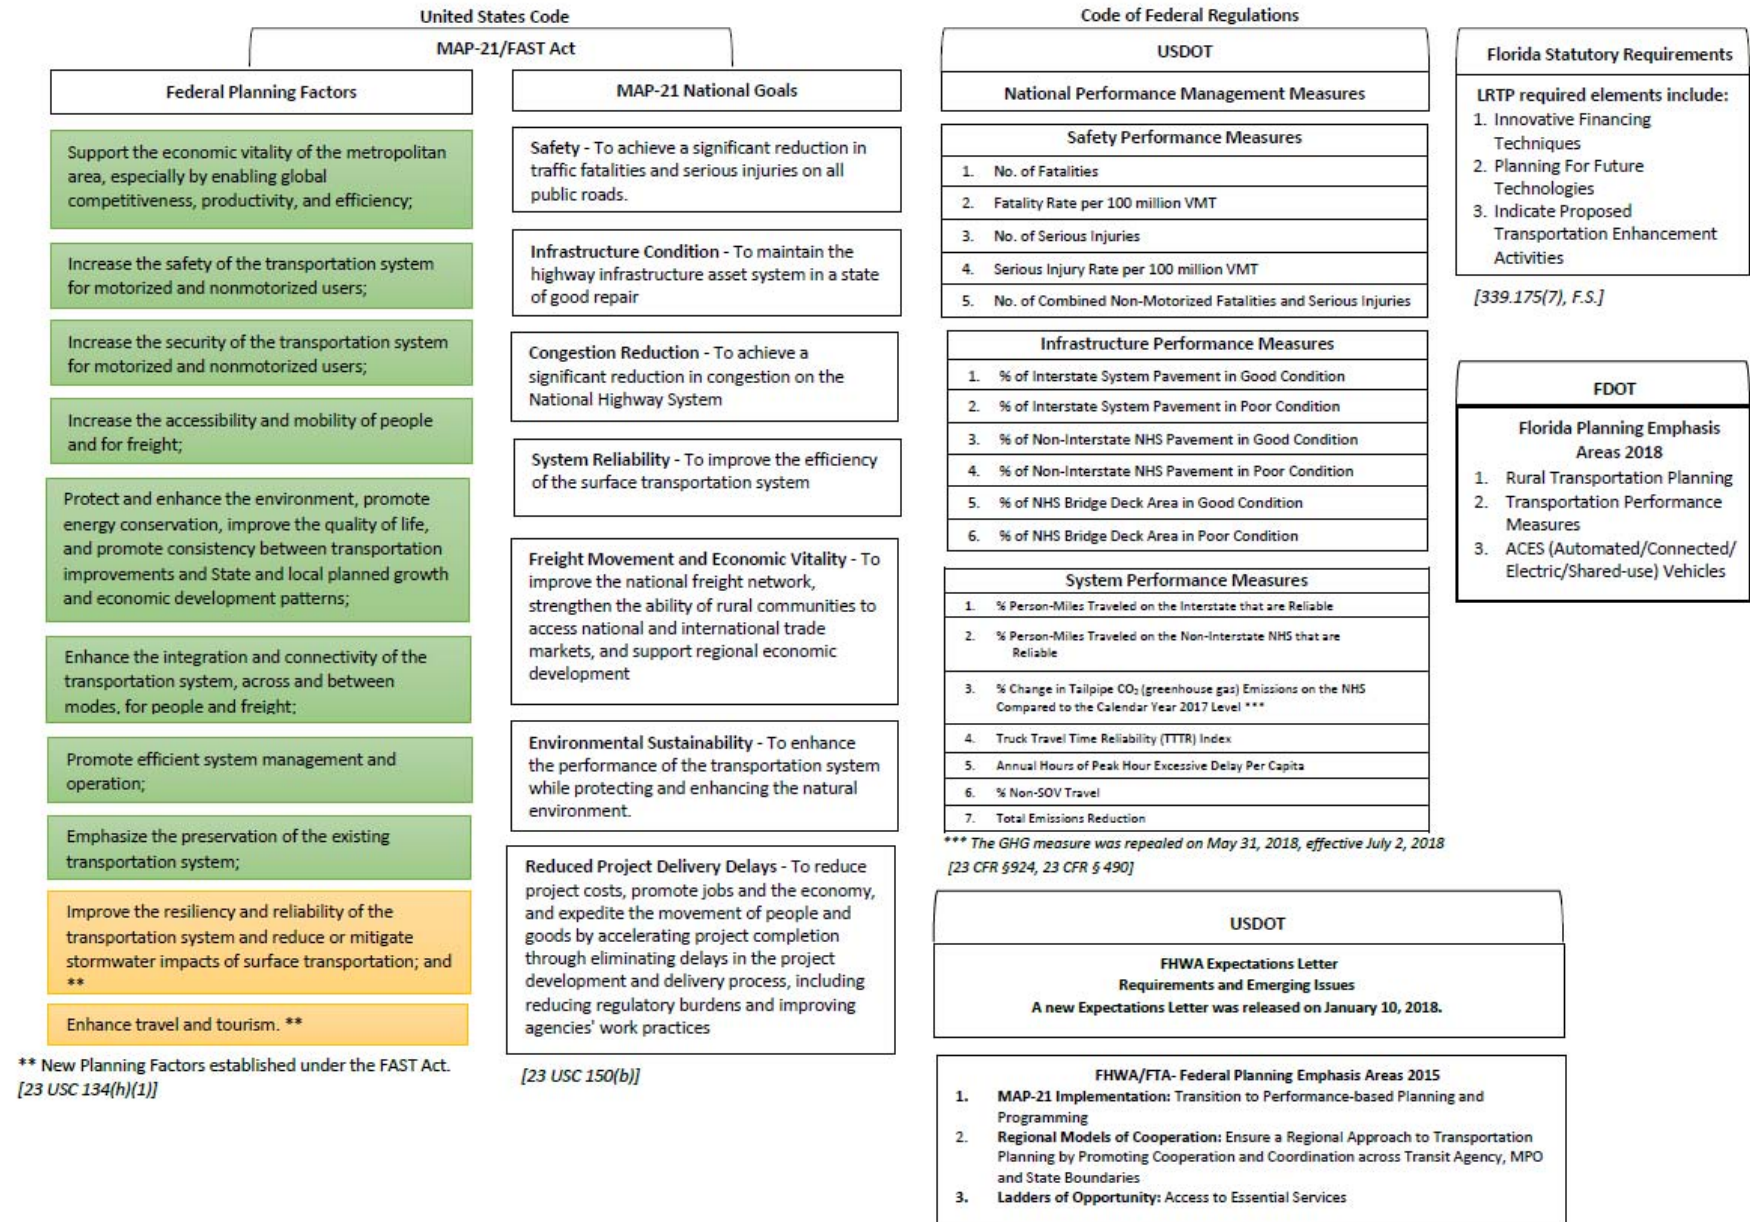 United States Code
MAP-21/FAST Act
Federal Planning Factors
Support the economic vitality of the metropolitan
area, especially by enabling global
competitiveness, productivity, and efficiency;
Increase the safety of the transportation system
for motorized and nonmotorized users;
Increase the security of the transportation system
for motorized and nonmotorized users;
Increase the accessibility and mobility of people
and for freight;
Protect and enhance the environment, promote
energy conservation, improve the quality of life,
and promote consistency between transportation
improvements and State and local planned growth
and economic development patterns;
Enhance the integration and connectivity of the
transportation system, across and between
modes, for people and freight;
Promote efficient system management and
operation;
Emphasize the preservation of the existing
transportation system;
Improve the resiliency and reliability of the
transportation system and reduce or mitigate
stormwater impacts of surface transportation; and
**
Enhance travel and tourism. **
** New Planning Factors established under the FAST Act.
[23 USC 134(h)(1)]
MAP-21 National Goals
Safety - To achieve a significant reduction in
traffic fatalities and serious injuries on all
public roads.
Infrastructure Condition - To maintain the
highway infrastructure asset system in a state
of good repair
Congestion Reduction - To achieve a
significant reduction in congestion on the
National Highway System
System Reliability - To improve the efficiency
of the surface transportation system
Freight Movement and Economic Vitality - To
improve the national freight network,
strengthen the ability of rural communities to
access national and international trade
markets, and support regional economic
development
Environmental Sustainability - To enhance
the performance of the transportation system
while protecting and enhancing the natural
environment.
Reduced Project Delivery Delays - To reduce
project costs, promote jobs and the economy,
and expedite the movement of people and
goods by accelerating project completion
through eliminating delays in the project
development and delivery process, including
reducing regulatory burdens and improving
agencies' work practices
[23 USC 150(b)]
Code of Federal Regulations
USDOT
National Performance Management Measures
Safety Performance Measures
1. No. of Fatalities
2. Fatality Rate per 100 million VMT
3. No. of Serious Injuries
4. Serious Injury Rate per 100 million VMT
5. No. of Combined Non-Motorized Fatalities and Serious Injuries
Infrastructure Performance Measures
1. % of Interstate System Pavement in Good Condition
2. % of Interstate System Pavement in Poor Condition
3. % of Non-Interstate NHS Pavement in Good Condition
4. % of Non-Interstate NHS Pavement in Poor Condition
5. % of NHS Bridge Deck Area in Good Condition
6. % of NHS Bridge Deck Area in Poor Condition
System Performance Measures
1. % Person-Miles Traveled on the Interstate that are Reliable
2. % Person-Miles Traveled on the Non-Interstate NHS that are
Reliable
3. % Change in Tailpipe CO₂ (greenhouse gas) Emissions on the NHS
Compared to the Calendar Year 2017 Level ***
4. Truck Travel Time Reliability (TTTR) Index
5. Annual Hours of Peak Hour Excessive Delay Per Capita
6. % Non-SOV Travel
7. Total Emissions Reduction
*** The GHG measure was repealed on May 31, 2018, effective July 2, 2018
[23 CFR §924, 23 CFR § 490]
USDOT
FHWA Expectations Letter
Requirements and Emerging Issues
A new Expectations Letter was released on January 10, 2018.
FHWA/FTA- Federal Planning Emphasis Areas 2015
1. MAP-21 Implementation: Transition to Performance-based Planning and
Programming
2. Regional Models of Cooperation: Ensure a Regional Approach to Transportation
Planning by Promoting Cooperation and Coordination across Transit Agency, MPO
and State Boundaries
3. Ladders of Opportunity: Access to Essential Services
Florida Statutory Requirements
LRTP required elements include:
1. Innovative Financing
Techniques
2. Planning For Future
Technologies
3. Indicate Proposed
Transportation Enhancement
Activities
[339.175(7), F.S.]
FDOT
Florida Planning Emphasis
Areas 2018
1. Rural Transportation Planning
2. Transportation Performance
Measures
3. ACES (Automated/Connected/
Electric/Shared-use) Vehicles